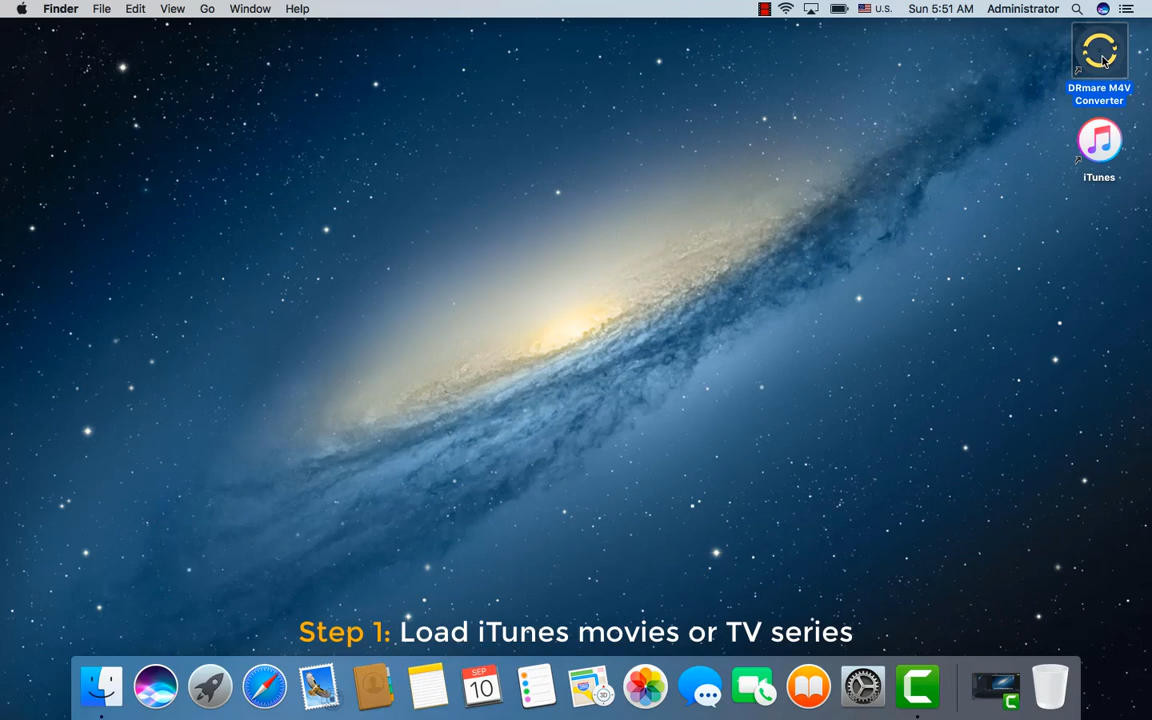 Finder File Edit View Go Window Help U.S. Sun 5:51 AM Administrator
DRmare M4V
Converter
iTunes
Step 1: Load iTunes movies or TV series
SEP
10
3D